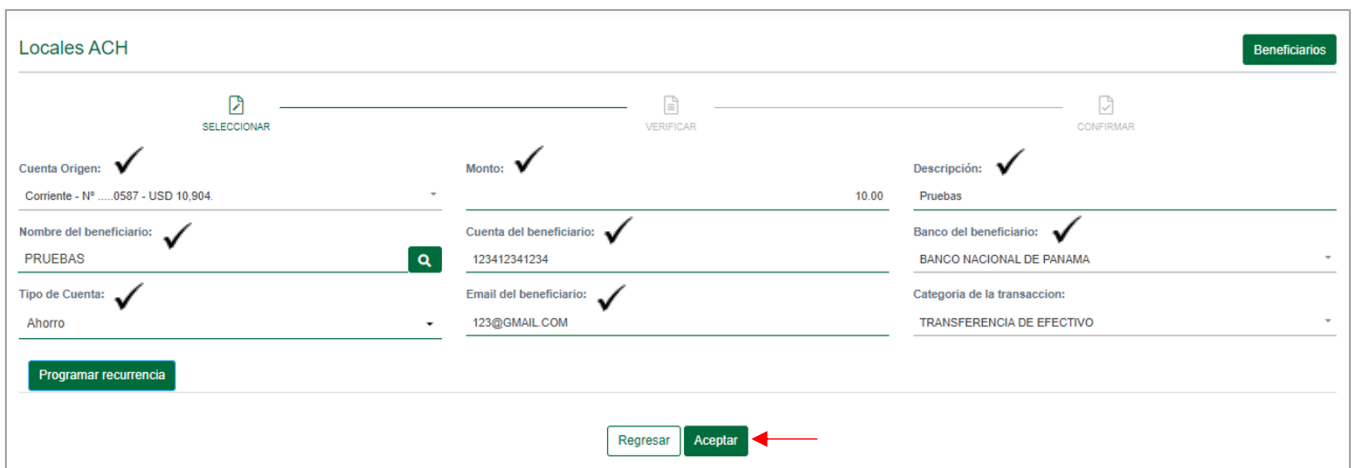 Locales ACH
Beneficiarios
SELECCIONAR
VERIFICAR
CONFIRMAR
Cuenta Origen:
Monto:
Descripción:
Corriente - Nº .....0587 - USD 10,904.
10.00
Pruebas
Nombre del beneficiario:
Cuenta del beneficiario:
Banco del beneficiario:
PRUEBAS
123412341234
BANCO NACIONAL DE PANAMA
Tipo de Cuenta:
Email del beneficiario:
Categoria de la transaccion:
Ahorro
123@GMAIL.COM
TRANSFERENCIA DE EFECTIVO
Programar recurrencia
Regresar
Aceptar